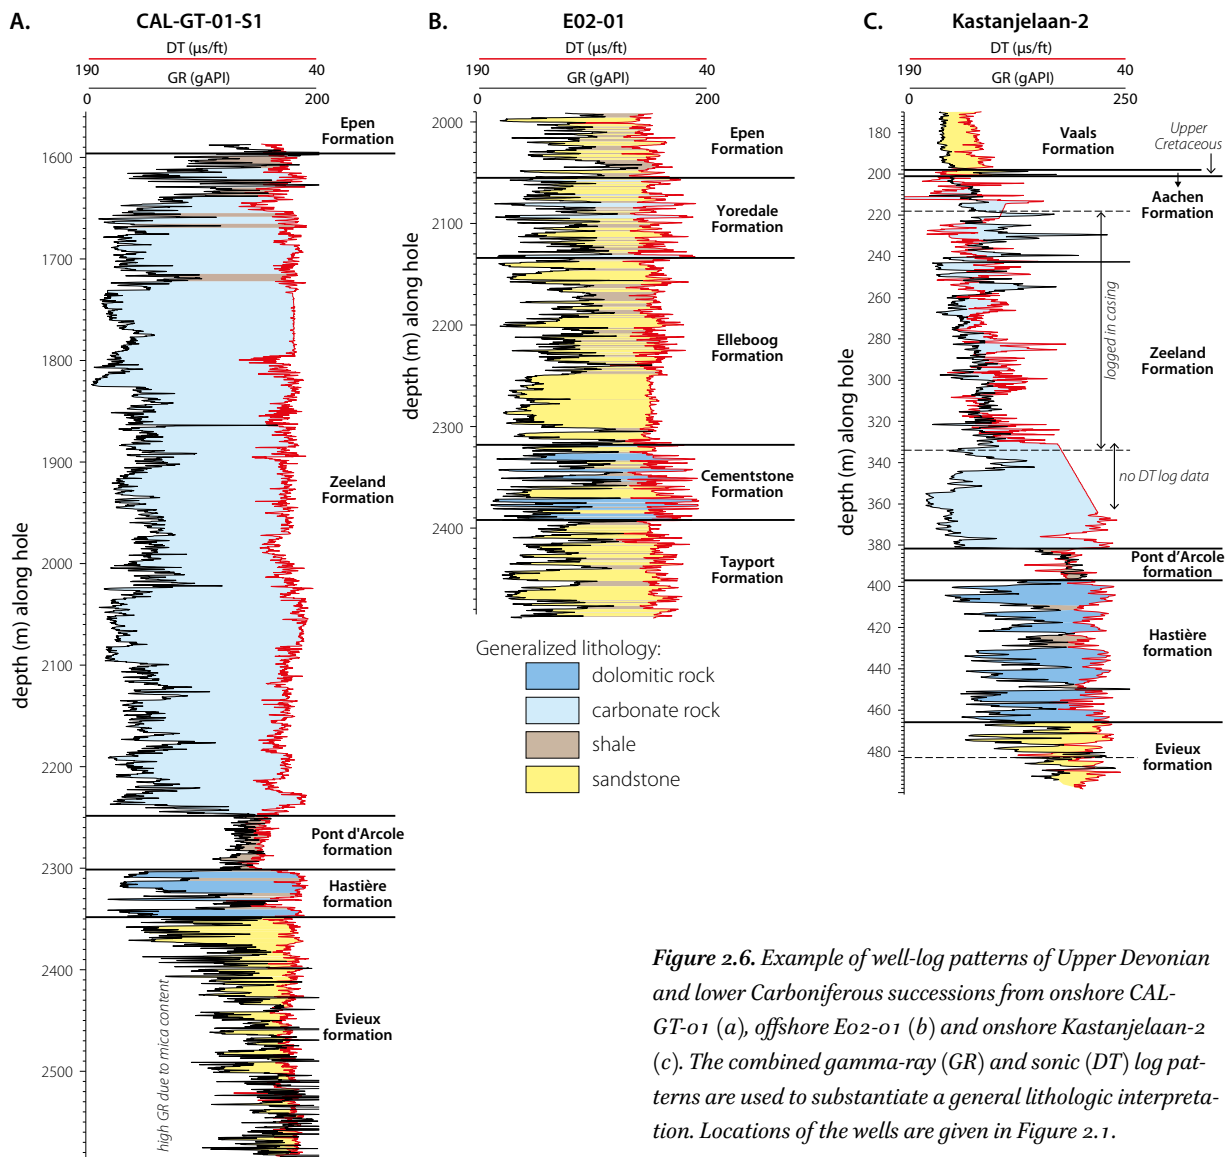 A.
CAL-GT-01-S1
DT (µs/ft)
190 40
GR (gAPI)
0 200
Epen
Formation
1600
1700
1800
1900
Zeeland
Formation
2000
2100
2200
Pont d'Arcole
formation
2300
Hastière
formation
2400
Evieux
formation
2500
depth (m) along hole
high GR due to mica content
B.
E02-01
DT (µs/ft)
190 40
GR (gAPI)
0 200
2000
Epen
Formation
2100
Yoredale
Formation
2200
Elleboog
Formation
2300
Cementstone
Formation
2400
Tayport
Formation
depth (m) along hole
Generalized lithology:
dolomitic rock
carbonate rock
shale
sandstone
C.
Kastanjelaan-2
DT (µs/ft)
190 40
GR (gAPI)
0 250
180
Vaals
Formation
Upper
Cretaceous
200
Aachen
Formation
220
240
260
280
Zeeland
Formation
300
320
340
360
380
logged in casing
no DT log data
Pont d'Arcole
formation
400
420
Hastière
formation
440
460
480
Evieux
formation
depth (m) along hole
Figure 2.6. Example of well-log patterns of Upper Devonian
and lower Carboniferous successions from onshore CAL-
GT-01 (a), offshore E02-01 (b) and onshore Kastanjelaan-2
(c). The combined gamma-ray (GR) and sonic (DT) log pat-
terns are used to substantiate a general lithologic interpreta-
tion. Locations of the wells are given in Figure 2.1.